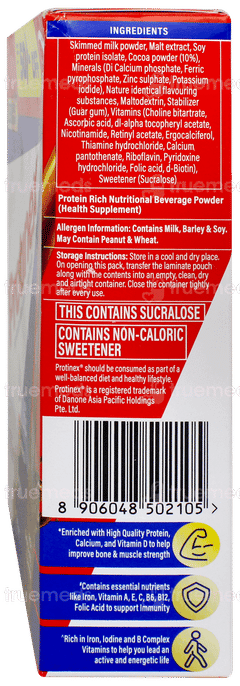 INGREDIENTS
Skimmed milk powder, Malt extract, Soy
protein isolate, Cocoa powder (10%),
Minerals (Di Calcium phosphate, Ferric
pyrophosphate, Zinc sulphate, Potassium
iodide), Nature identical flavouring
substances, Maltodextrin, Stabilizer
(Guar gum), Vitamins (Choline bitartrate,
Ascorbic acid, dl-alpha tocopheryl acetate,
Nicotinamide, Retinyl acetate, Ergocalciferol,
Thiamine hydrochloride, Calcium
pantothenate, Riboflavin, Pyridoxine
hydrochloride, Folic acid, d-Biotin),
Sweetener (Sucralose)
Protein Rich Nutritional Beverage Powder
(Health Supplement)
Allergen Information: Contains Milk, Barley & Soy.
May Contain Peanut & Wheat.
Storage Instructions: Store in a cool and dry place.
On opening this pack, transfer the laminate pouch
along with the contents into an empty, clean, dry
and airtight container. Close the container tightly
after every use.
THIS CONTAINS SUCRALOSE
CONTAINS NON-CALORIC
SWEETENER
Protinex® should be consumed as part of a
well-balanced diet and healthy lifestyle.
Protinex® is a registered trademark
of Danone Asia Pacific Holdings
Pte. Ltd.
8 906048 502105 >
*Enriched with High Quality Protein,
Calcium, and Vitamin D to help
improve bone & muscle strength
^Contains essential nutrients
like Iron, Vitamin A, E, C, B6, B12,
Folic Acid to support Immunity
^Rich in Iron, Iodine and B Complex
Vitamins to help you lead an
active and energetic life